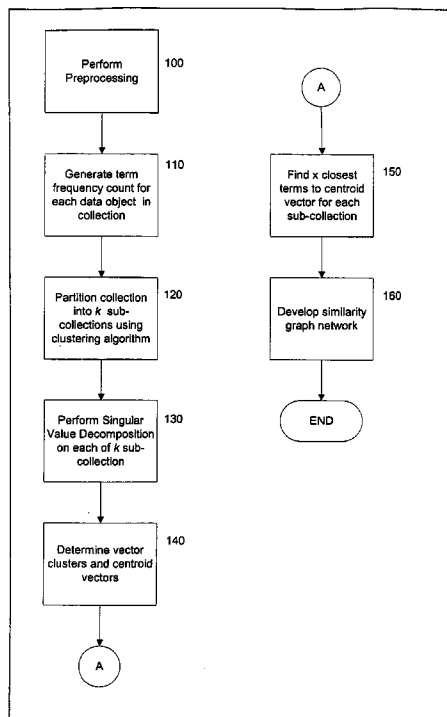 Perform
Preprocessing
100
Generate term
frequency count for
each data object in
collection
110
Partition collection
into k sub-
collections using
clustering algorithm
120
Perform Singular
Value Decomposition
on each of k sub-
collection
130
Determine vector
clusters and centroid
vectors
140
A
A
Find x closest
terms to centroid
vector for each
sub-collection
150
Develop similarity
graph network
160
END